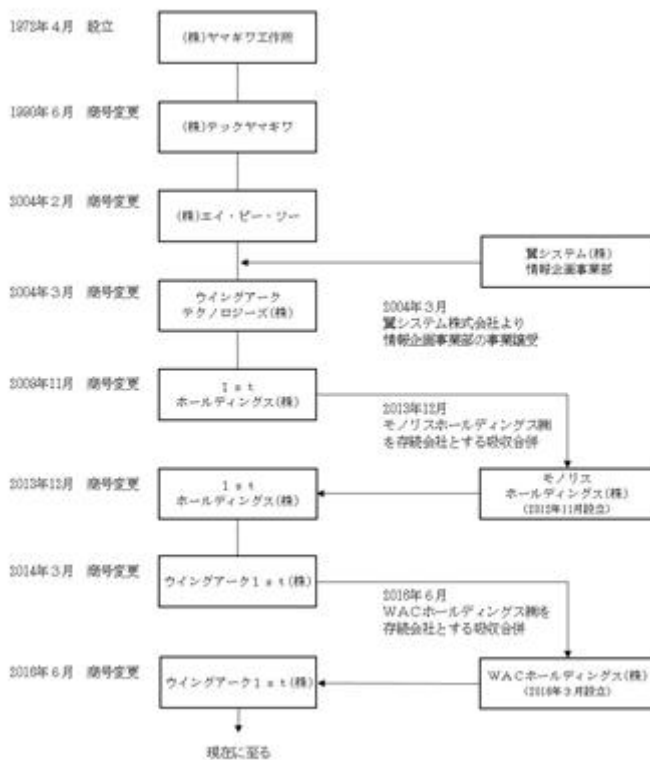 1972年4月　設立
(株)ヤマギワ工作所
1990年6月　商号変更
(株)テックヤマギワ
2004年2月　商号変更
(株)エイ・ピー・ツー
翼システム(株)
情報企画事業部
2004年3月　商号変更
ウイングアーク
テクノロジーズ(株)
2004年3月
翼システム株式会社より
情報企画事業部の事業譲受
2009年11月　商号変更
1st
ホールディングス(株)
2013年12月
モノリスホールディングス㈱
を存続会社とする吸収合併
2013年12月　商号変更
1st
ホールディングス(株)
モノリス
ホールディングス(株)
(2012年11月設立)
2014年3月　商号変更
ウイングアーク1st(株)
2016年6月
WACホールディングス㈱を
存続会社とする吸収合併
2016年6月　商号変更
ウイングアーク1st(株)
WACホールディングス(株)
(2016年3月設立)
現在に至る